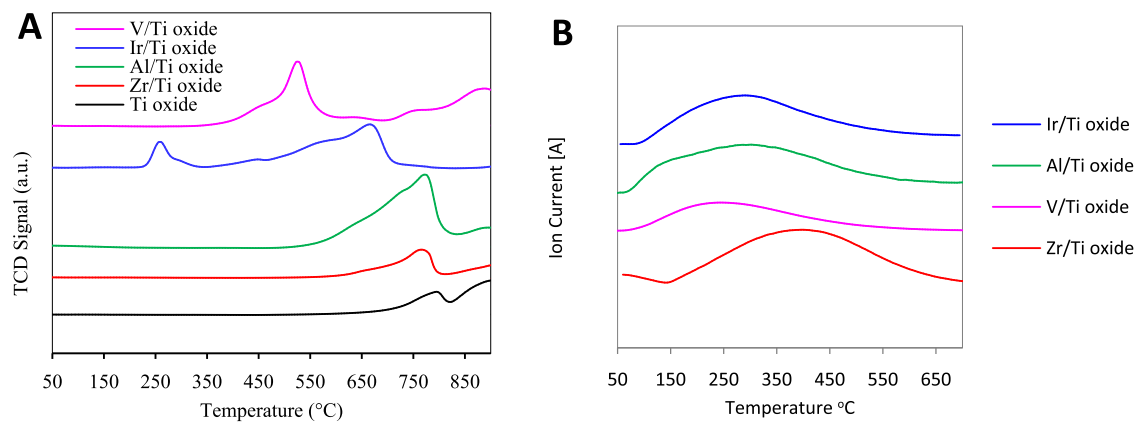 A
V/Ti oxide
Ir/Ti oxide
Al/Ti oxide
Zr/Ti oxide
Ti oxide
TCD Signal (a.u.)
50 150 250 350 450 550 650 750 850
Temperature (°C)
B
Ion Current [A]
50 150 250 350 450 550 650
Temperature ᵒC
Ir/Ti oxide
Al/Ti oxide
V/Ti oxide
Zr/Ti oxide